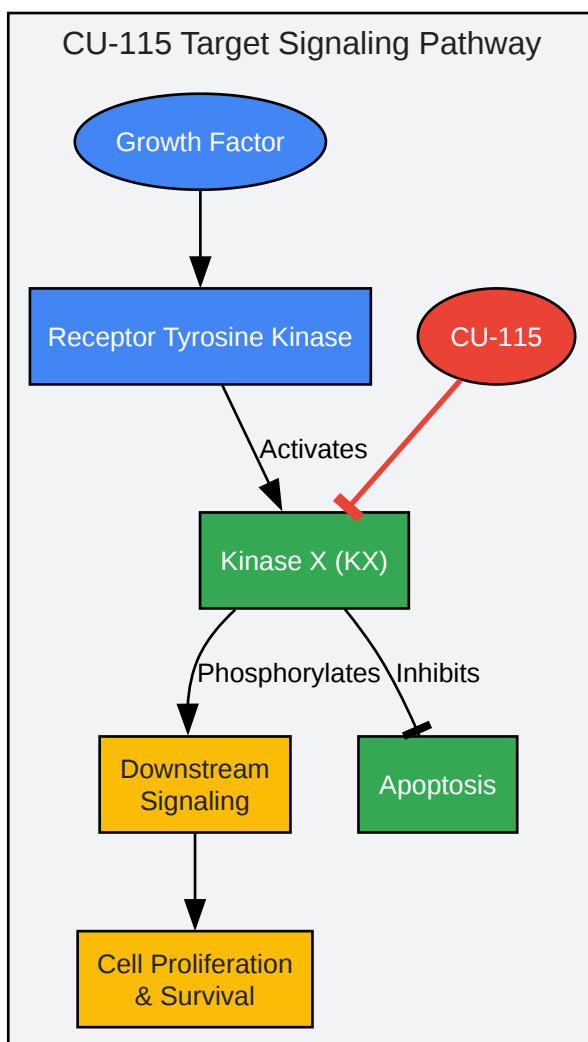 CU-115 Target Signaling Pathway
Growth Factor
Receptor Tyrosine Kinase
CU-115
Activates
Kinase X (KX)
Phosphorylates
Inhibits
Downstream
Signaling
Apoptosis
Cell Proliferation
& Survival